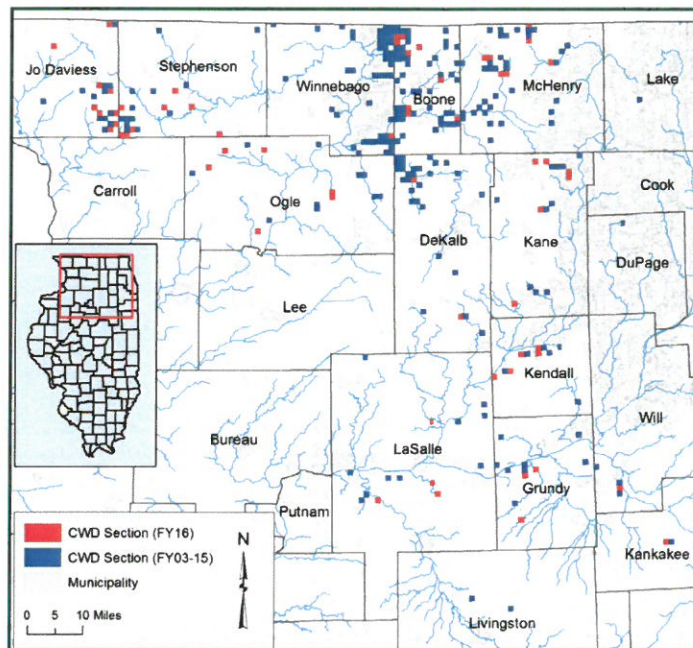 Jo Daviess
Stephenson
Winnebago
Boone
McHenry
Lake
Carroll
Ogle
DeKalb
Kane
Cook
DuPage
Lee
Kendall
Will
Bureau
LaSalle
Putnam
Grundy
Kankakee
Livingston
CWD Section (FY16)
CWD Section (FY03-15)
Municipality
N
0 5 10 Miles